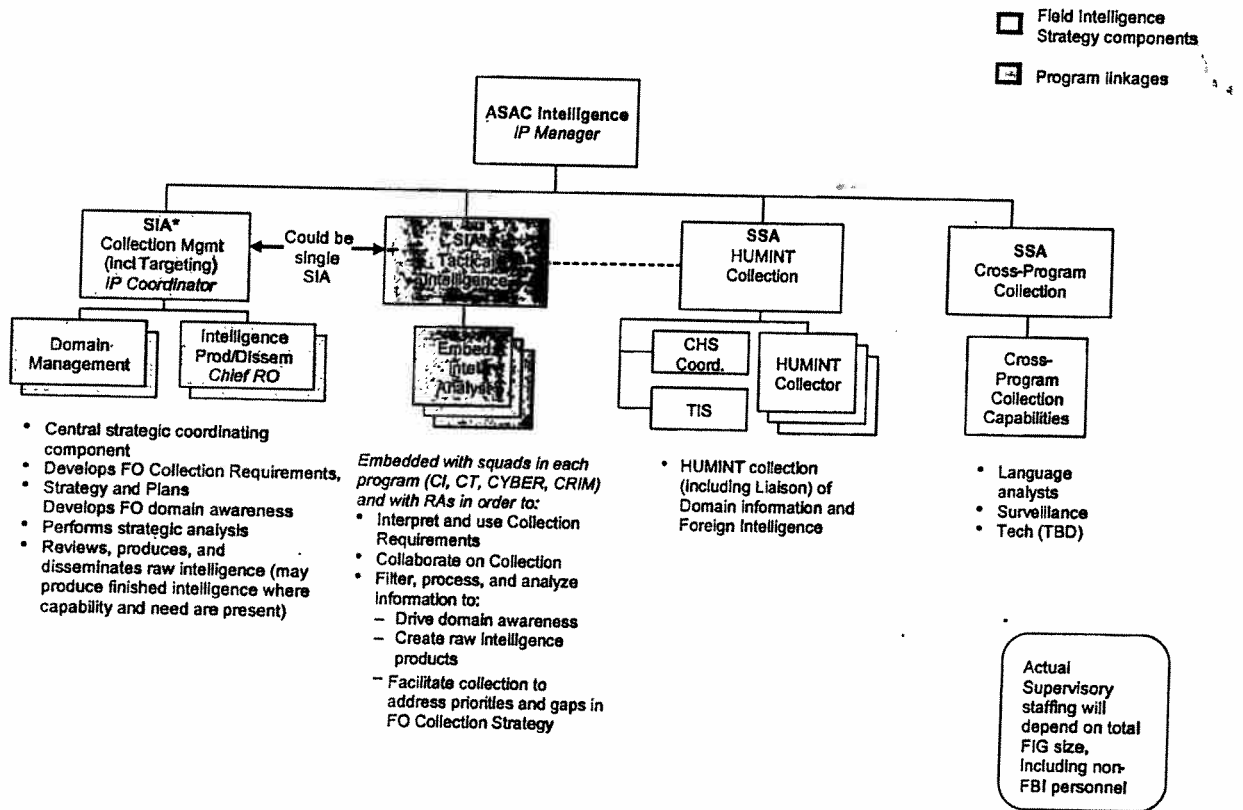 Field Intelligence
Strategy components
Program linkages
ASAC Intelligence
IP Manager
SIA*
Collection Mgmt
(incl Targeting)
IP Coordinator
Could be
single
SIA
SIA*
Tactical
Intelligence
SSA
HUMINT
Collection
SSA
Cross-Program
Collection
Domain
Management
Intelligence
Prod/Dissem
Chief RO
Embed
Intell
Analyses
CHS
Coord.
TIS
HUMINT
Collector
Cross-
Program
Collection
Capabilities
• Central strategic coordinating
component
• Develops FO Collection Requirements,
• Strategy and Plans
Develops FO domain awareness
• Performs strategic analysis
• Reviews, produces, and
disseminates raw intelligence (may
produce finished intelligence where
capability and need are present)
Embedded with squads in each
program (CI, CT, CYBER, CRIM)
and with RAs in order to:
• Interpret and use Collection
Requirements
• Collaborate on Collection
• Filter, process, and analyze
information to:
– Drive domain awareness
– Create raw intelligence
products
– Facilitate collection to
address priorities and gaps in
FO Collection Strategy
• HUMINT collection
(including Liaison) of
Domain information and
Foreign Intelligence
• Language
analysts
• Surveillance
• Tech (TBD)
Actual
Supervisory
staffing will
depend on total
FIG size,
including non-
FBI personnel